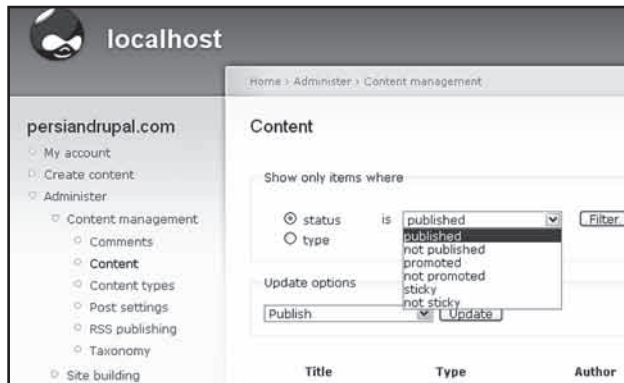 localhost
Home › Administer › Content management
persiandrupal.com
My account
Create content
Administer
Content management
Comments
Content
Content types
Post settings
RSS publishing
Taxonomy
Site building
Content
Show only items where
status is published Filter
type
published
not published
promoted
not promoted
sticky
not sticky
Update options
Publish Update
Title Type Author